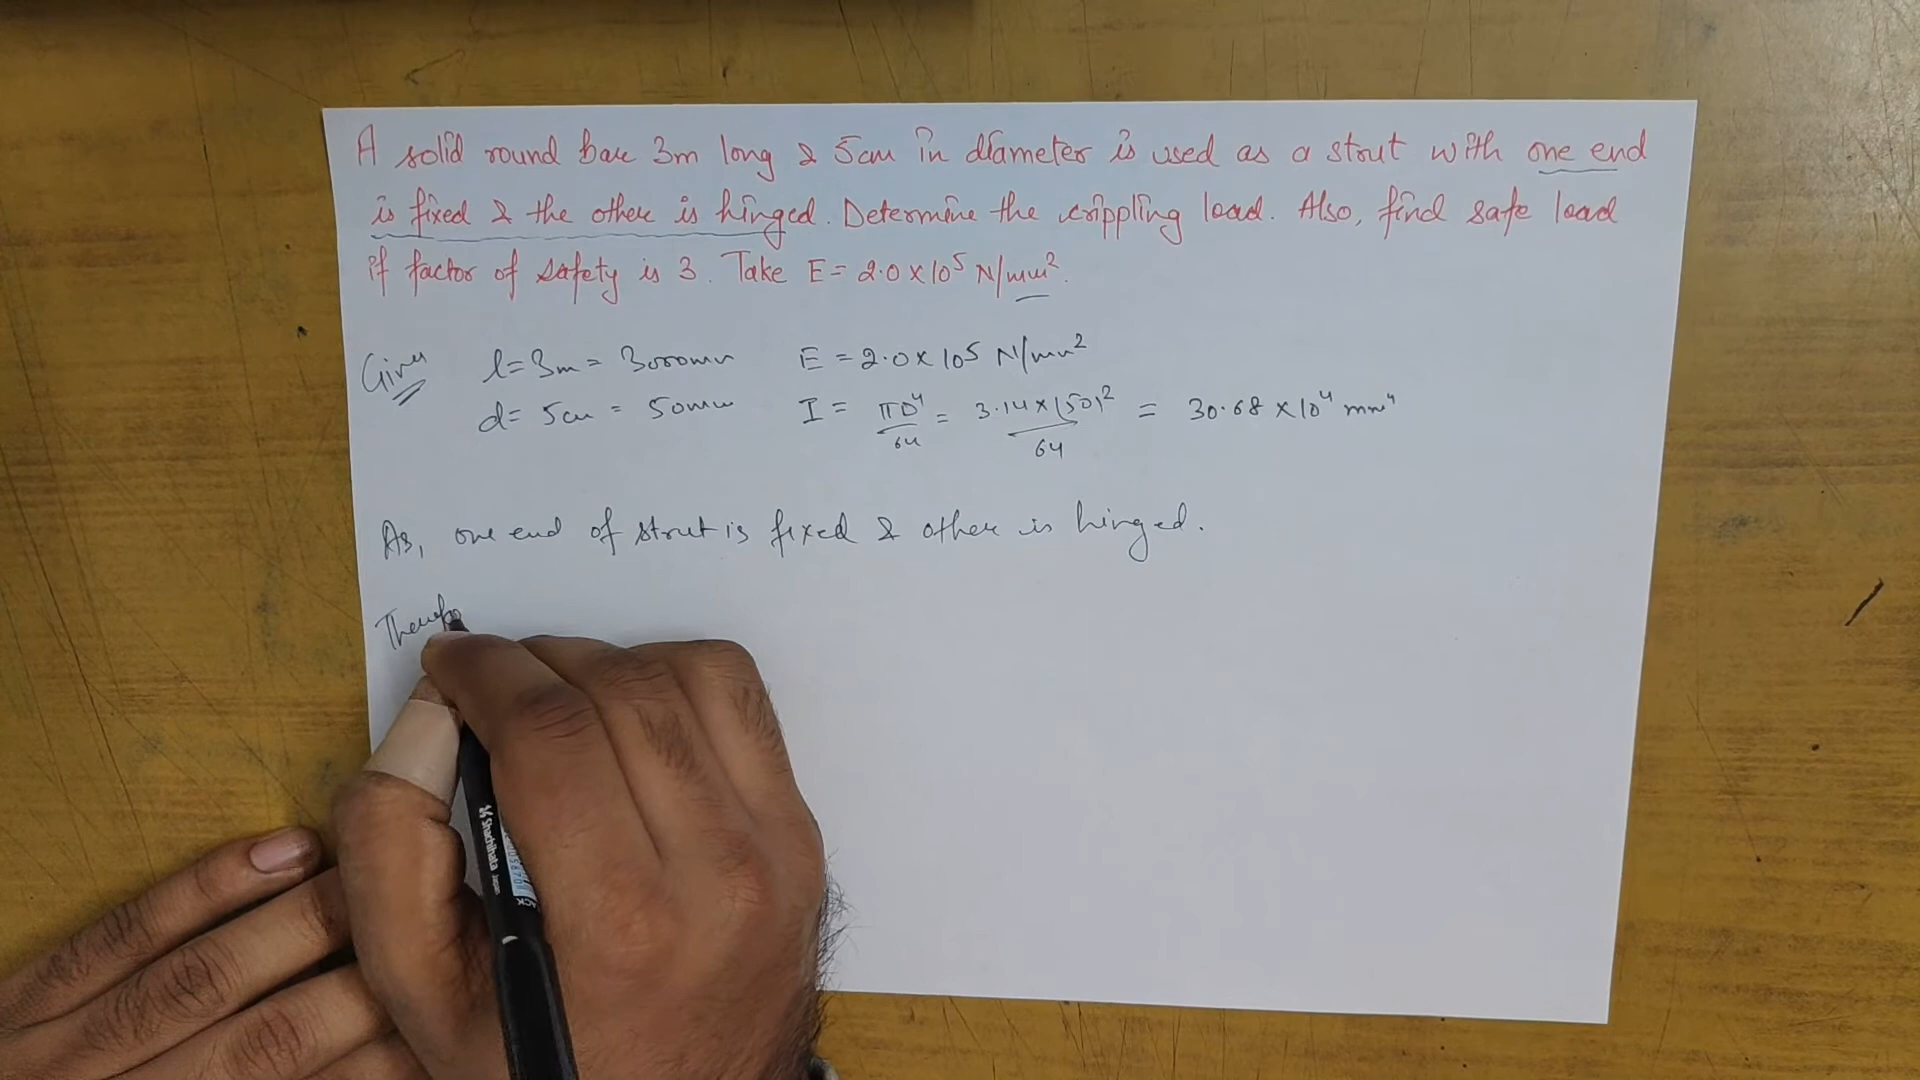 A solid round bar 3m long & 5cm in diameter is used as a strut with one end
is fixed & the other is hinged. Determine the crippling load. Also, find safe load
if factor of safety is 3. Take E = 2.0 × 10⁵ N/mm².
Given l = 3m = 3000mm E = 2.0 × 10⁵ N/mm²
d = 5cm = 50mm I = πD⁴/64 = 3.14 × (50)²/64 = 30.68 × 10⁴ mm⁴
As, one end of strut is fixed & other is hinged.
Therefo
Shachihata Japan